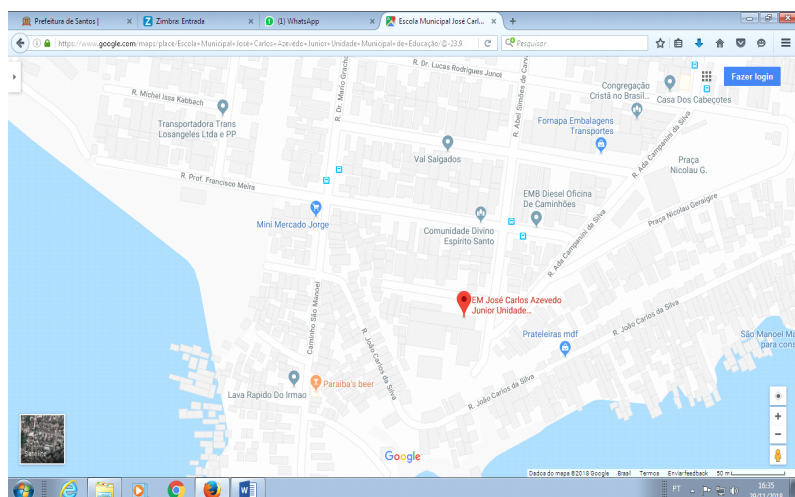 Prefeitura de Santos |
Zimbra: Entrada
(1) WhatsApp
Escola Municipal José Carl...
https://www.google.com/maps/place/Escola+Municipal+José+Carlos+Azevedo+Junior+Unidade+Municipal+de+Educação/@-23.9
Pesquisar
Fazer login
R. Dr. Lucas Rodrigues Junot
R. Michel Issa Kabbach
R. Dr. Mario Gracho
R. Abel Simões de Carv
Congregação
Cristã no Brasil...
Casa Dos Cabeçotes
Transportadora Trans
Losangeles Ltda e PP
Fornapa Embalagens
Transportes
Val Salgados
R. Ada Campanini da Silva
Praça
Nicolau G.
R. Prof. Francisco Meira
EMB Diesel Oficina
De Caminhões
Praça Nicolau Geraigire
Mini Mercado Jorge
Comunidade Divino
Espírito Santo
R. Ada Campanini da Silva
EM José Carlos Azevedo
Junior Unidade...
Caminho São Manoel
R. João Carlos da Silva
R. João Carlos da Silva
Prateleiras mdf
São Manoel Ma
para cons
Paraiba's beer
Lava Rapido Do Irmao
R. João Carlos da Silva
Satélite
Google
Dados do mapa ©2018 Google Brasil Termos Enviar feedback 50 m
PT
16:35
29/11/2018